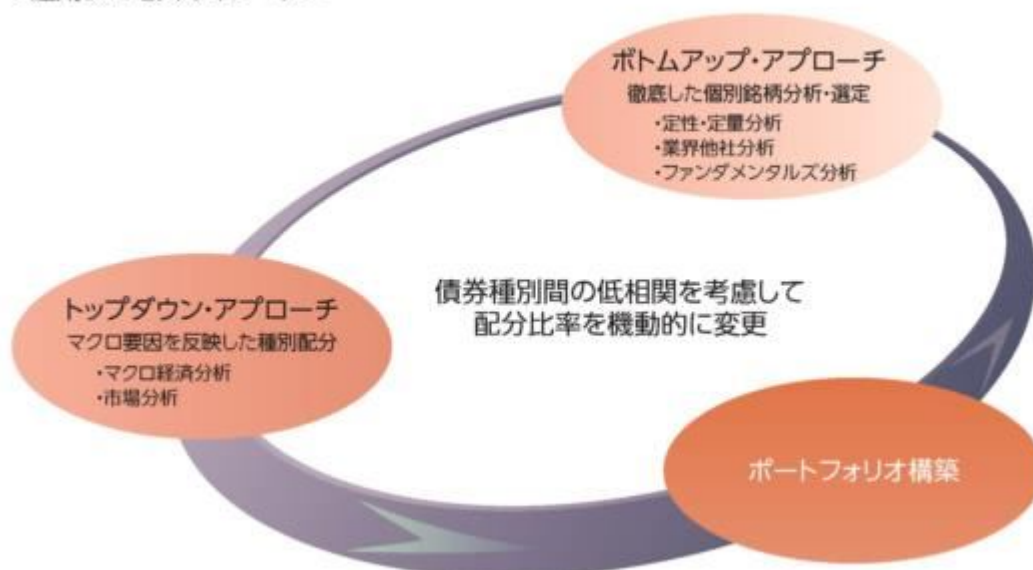 ボトムアップ・アプローチ
徹底した個別銘柄分析・選定
・定性・定量分析
・業界他社分析
・ファンダメンタルズ分析
トップダウン・アプローチ
マクロ要因を反映した種別配分
・マクロ経済分析
・市場分析
債券種別間の低相関を考慮して
配分比率を機動的に変更
ポートフォリオ構築